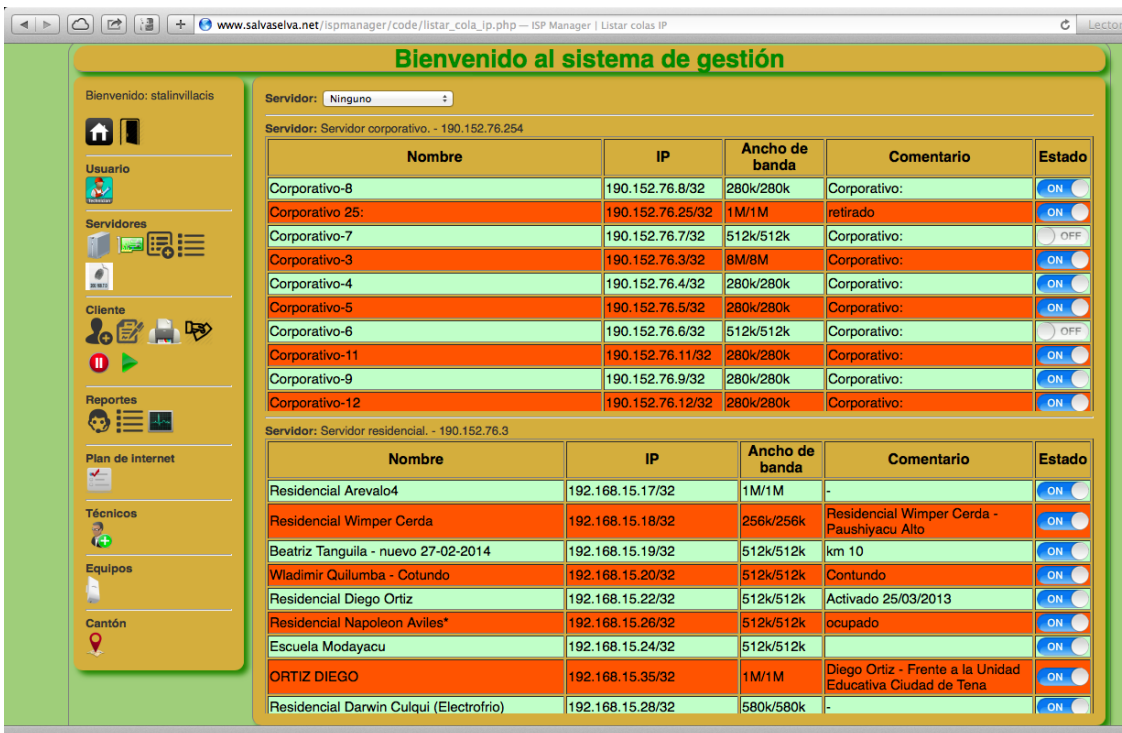 www.salvaselva.net/ispmanager/code/listar_cola_ip.php — ISP Manager | Listar colas IP
Lector
Bienvenido al sistema de gestión
Bienvenido: stalinvillacis
Usuario
Servidores
Cliente
Reportes
Plan de internet
Técnicos
Equipos
Cantón
Servidor: Ninguno
Servidor: Servidor corporativo. - 190.152.76.254
Nombre IP Ancho de banda Comentario Estado
Corporativo-8 190.152.76.8/32 280k/280k Corporativo: ON
Corporativo 25: 190.152.76.25/32 1M/1M retirado ON
Corporativo-7 190.152.76.7/32 512k/512k Corporativo: OFF
Corporativo-3 190.152.76.3/32 8M/8M Corporativo: ON
Corporativo-4 190.152.76.4/32 280k/280k Corporativo: ON
Corporativo-5 190.152.76.5/32 280k/280k Corporativo: ON
Corporativo-6 190.152.76.6/32 512k/512k Corporativo: OFF
Corporativo-11 190.152.76.11/32 280k/280k Corporativo: ON
Corporativo-9 190.152.76.9/32 280k/280k Corporativo: ON
Corporativo-12 190.152.76.12/32 280k/280k Corporativo: ON
Servidor: Servidor residencial. - 190.152.76.3
Nombre IP Ancho de banda Comentario Estado
Residencial Arevalo4 192.168.15.17/32 1M/1M - ON
Residencial Wimper Cerda 192.168.15.18/32 256k/256k Residencial Wimper Cerda - Paushiyacu Alto ON
Beatriz Tanguila - nuevo 27-02-2014 192.168.15.19/32 512k/512k km 10 ON
Wladimir Quilumba - Cotundo 192.168.15.20/32 512k/512k Contundo ON
Residencial Diego Ortiz 192.168.15.22/32 512k/512k Activado 25/03/2013 ON
Residencial Napoleon Aviles* 192.168.15.26/32 512k/512k ocupado ON
Escuela Modayacu 192.168.15.24/32 512k/512k ON
ORTIZ DIEGO 192.168.15.35/32 1M/1M Diego Ortiz - Frente a la Unidad Educativa Ciudad de Tena ON
Residencial Darwin Culqui (Electrofrio) 192.168.15.28/32 580k/580k - ON